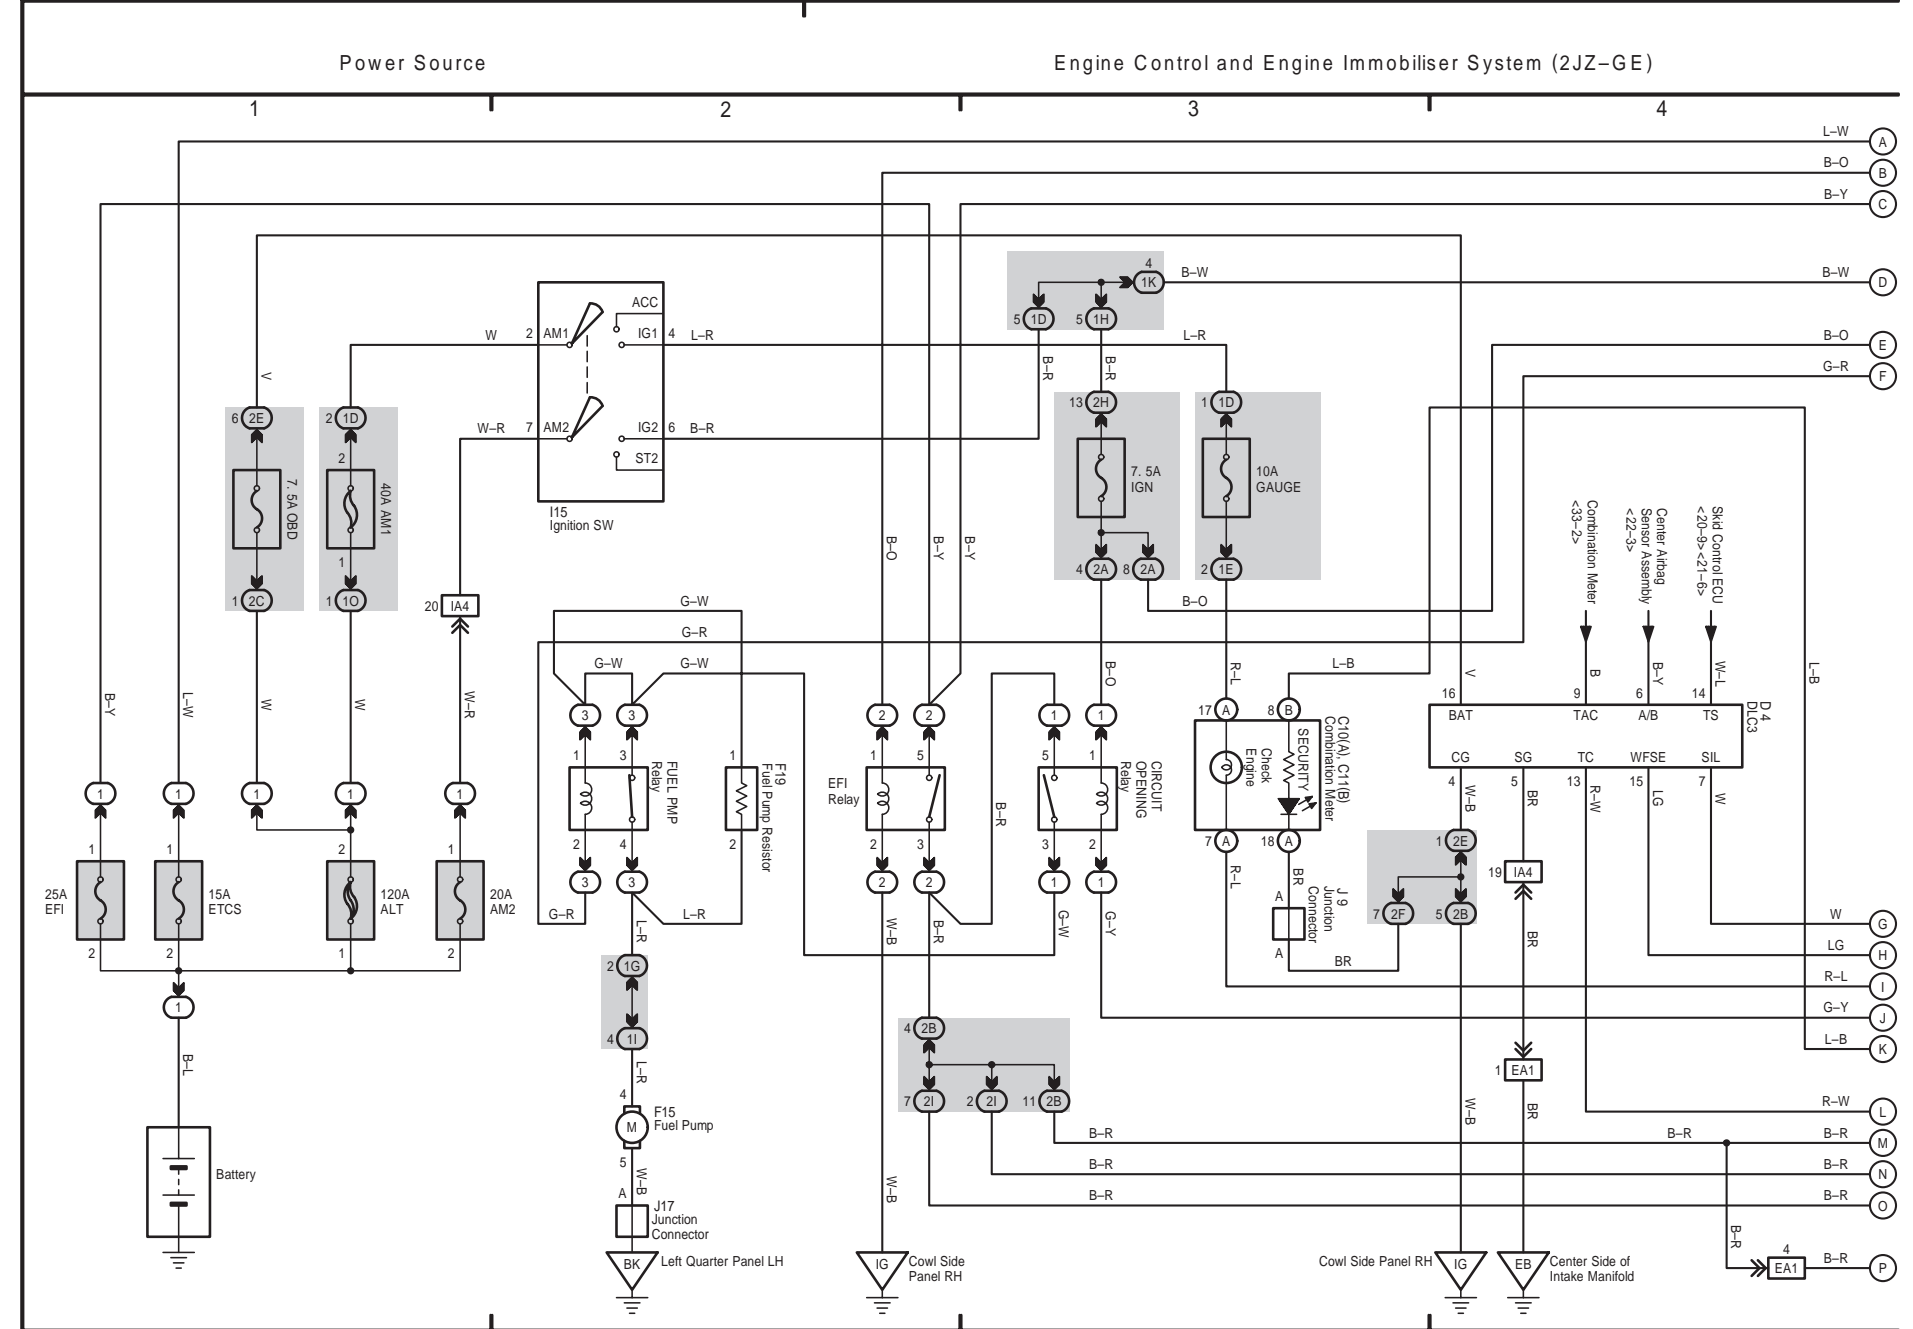 Power Source
Engine Control and Engine Immobiliser System (2JZ–GE)
1
2
3
4
L–W
A
B–O
B
B–Y
C
4
1K
B–W
B–W
D
5
1D
5
1H
ACC
W
2
AM1
IG1
4
L–R
L–R
B–O
E
B–R
B–R
G–R
F
V
6
2E
2
1D
13
2H
1
1D
W–R
7
AM2
IG2
6
B–R
ST2
2
7. 5A OBD
40A AM1
1
I15
Ignition SW
7. 5A
IGN
10A
GAUGE
Combination Meter
<33–2>
Center Airbag
Sensor Assembly
<22–3>
Skid Control ECU
<20–9> <21–6>
B–O
B–Y
B–Y
4
2A
8
2A
2
1E
1
2C
1
1O
20
IA4
G–W
B–O
G–R
G–W
G–W
B–O
R–L
L–B
V
B
B–Y
W–L
L–B
B–Y
L–W
W
W
W–R
3
3
2
2
1
1
17
A
8
B
16
9
6
14
BAT
TAC
A/B
TS
D 4
DLC3
1
3
FUEL PMP
Relay
1
F19
Fuel Pump Resistor
1
5
EFI
Relay
5
1
CIRCUIT
OPENING
Relay
Check
Engine
SECURITY
C10(A), C11(B)
Combination Meter
CG
SG
TC
WFSE
SIL
4
5
13
15
7
W–B
BR
R–W
LG
W
1
1
1
1
1
B–R
2
4
2
2
3
3
2
7
A
18
A
1
2E
1
1
2
1
25A
EFI
15A
ETCS
120A
ALT
20A
AM2
3
3
2
2
1
1
R–L
BR
A
J 9
Junction
Connector
A
BR
19
IA4
7
2F
5
2B
2
2
1
2
G–R
L–R
L–R
W–B
B–R
G–W
G–Y
BR
W
G
LG
H
R–L
I
G–Y
J
L–B
K
2
1G
1
4
1I
4
2B
B–L
L–R
1
EA1
7
2I
2
2I
11
2B
4
M
F15
Fuel Pump
5
W–B
BR
R–W
L
B–R
B–R
B–R
M
B–R
B–R
N
B–R
B–R
O
Battery
W–B
A
J17
Junction
Connector
W–B
B–R
BK
Left Quarter Panel LH
IG
Cowl Side
Panel RH
Cowl Side Panel RH
IG
EB
Center Side of
Intake Manifold
4
EA1
B–R
P